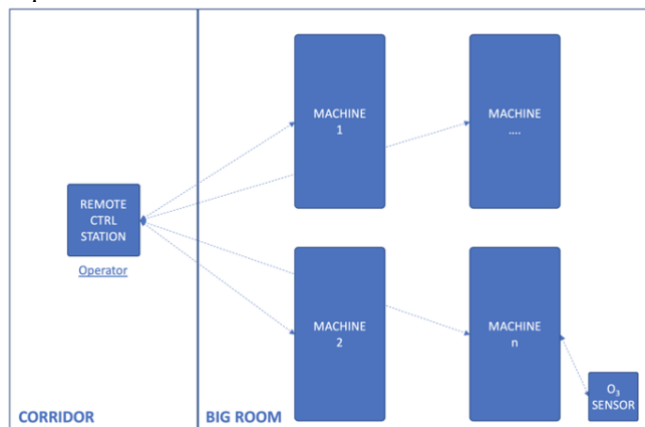 MACHINE
1
MACHINE
....
REMOTE
CTRL
STATION
Operator
MACHINE
2
MACHINE
n
O₃
SENSOR
CORRIDOR
BIG ROOM